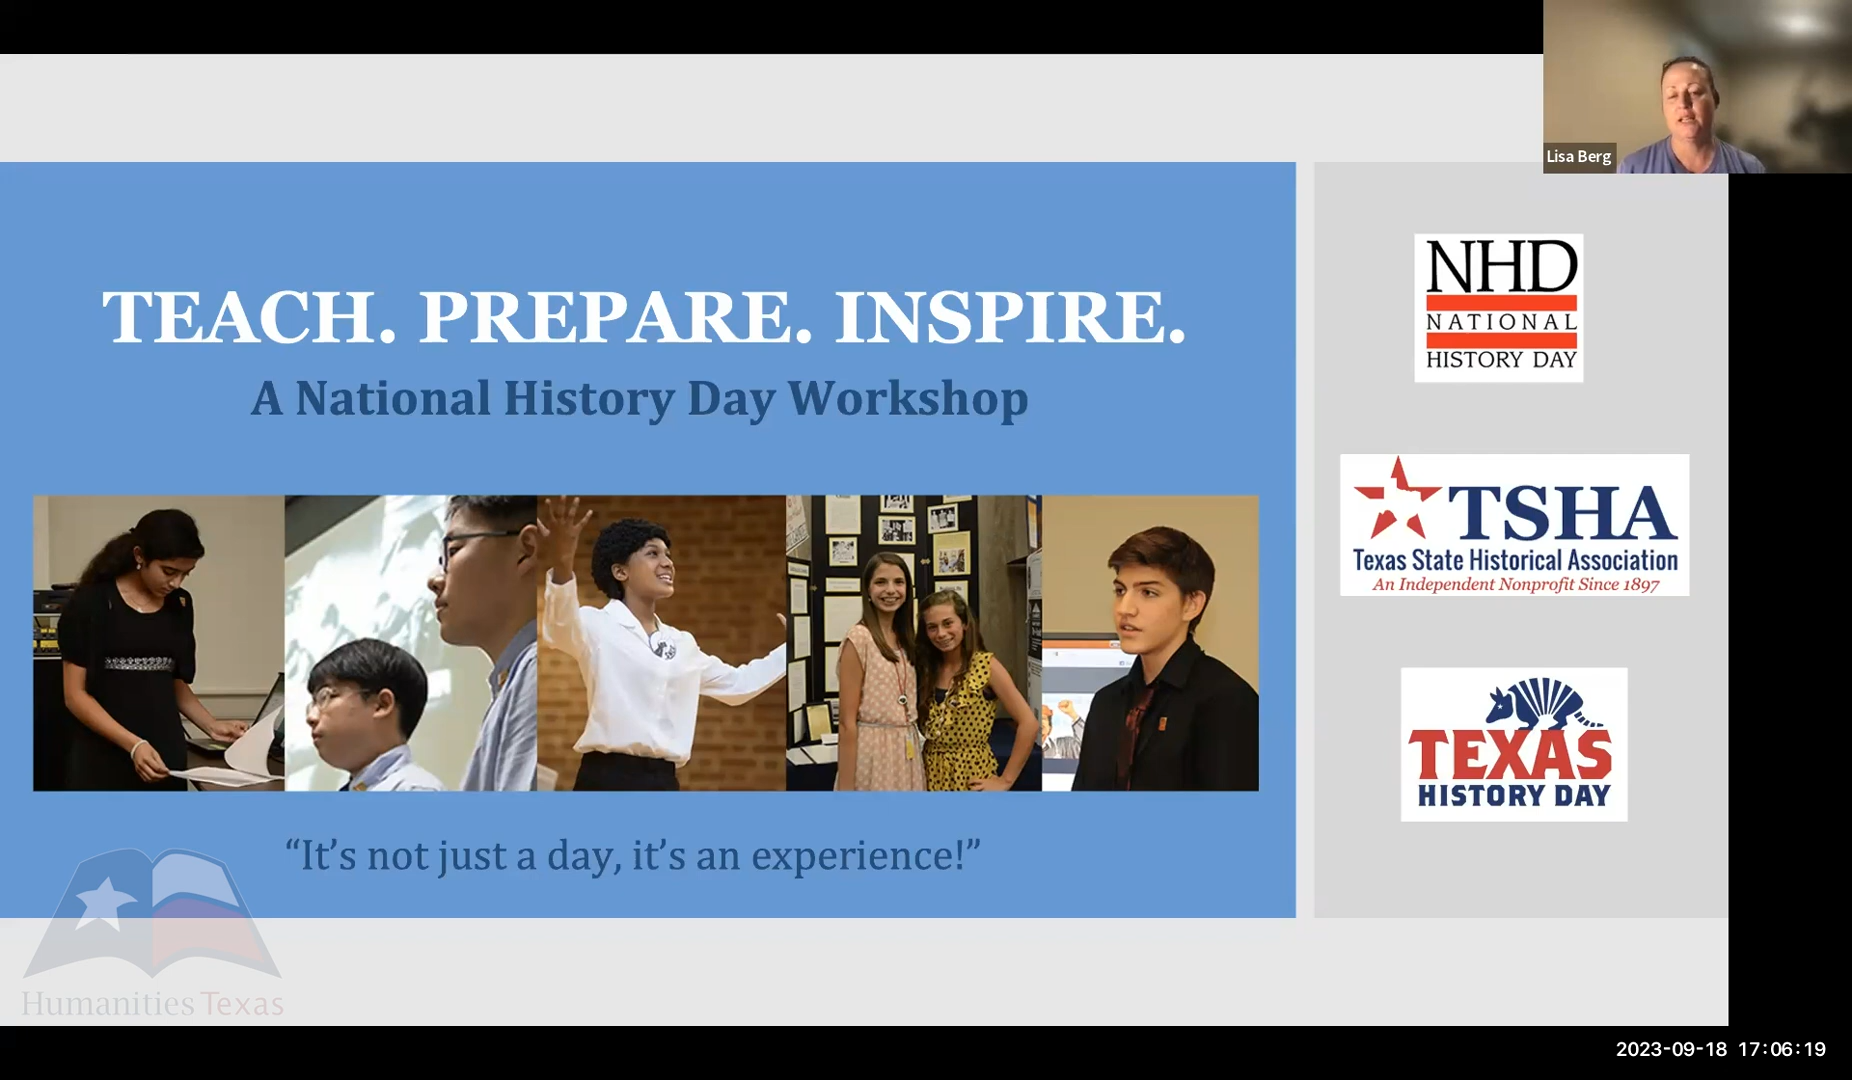 Lisa Berg
TEACH. PREPARE. INSPIRE.
A National History Day Workshop
“It’s not just a day, it’s an experience!”
NHD
NATIONAL
HISTORY DAY
TSHA
Texas State Historical Association
An Independent Nonprofit Since 1897
TEXAS
HISTORY DAY
Humanities Texas
2023-09-18 17:06:19